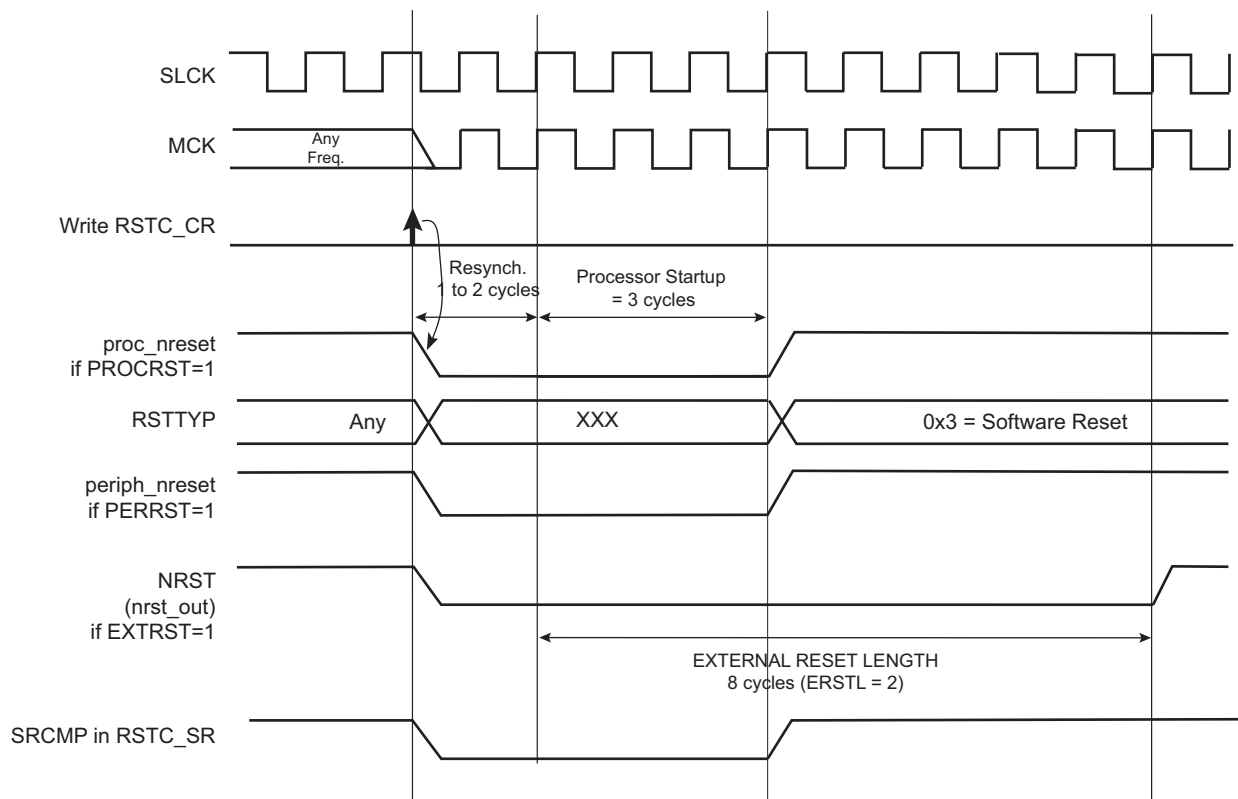 SLCK
MCK
Any
Freq.
Write RSTC_CR
Resynch.
1 to 2 cycles
Processor Startup
= 3 cycles
proc_nreset
if PROCRST=1
RSTTYP
Any
XXX
0x3 = Software Reset
periph_nreset
if PERRST=1
NRST
(nrst_out)
if EXTRST=1
EXTERNAL RESET LENGTH
8 cycles (ERSTL = 2)
SRCMP in RSTC_SR